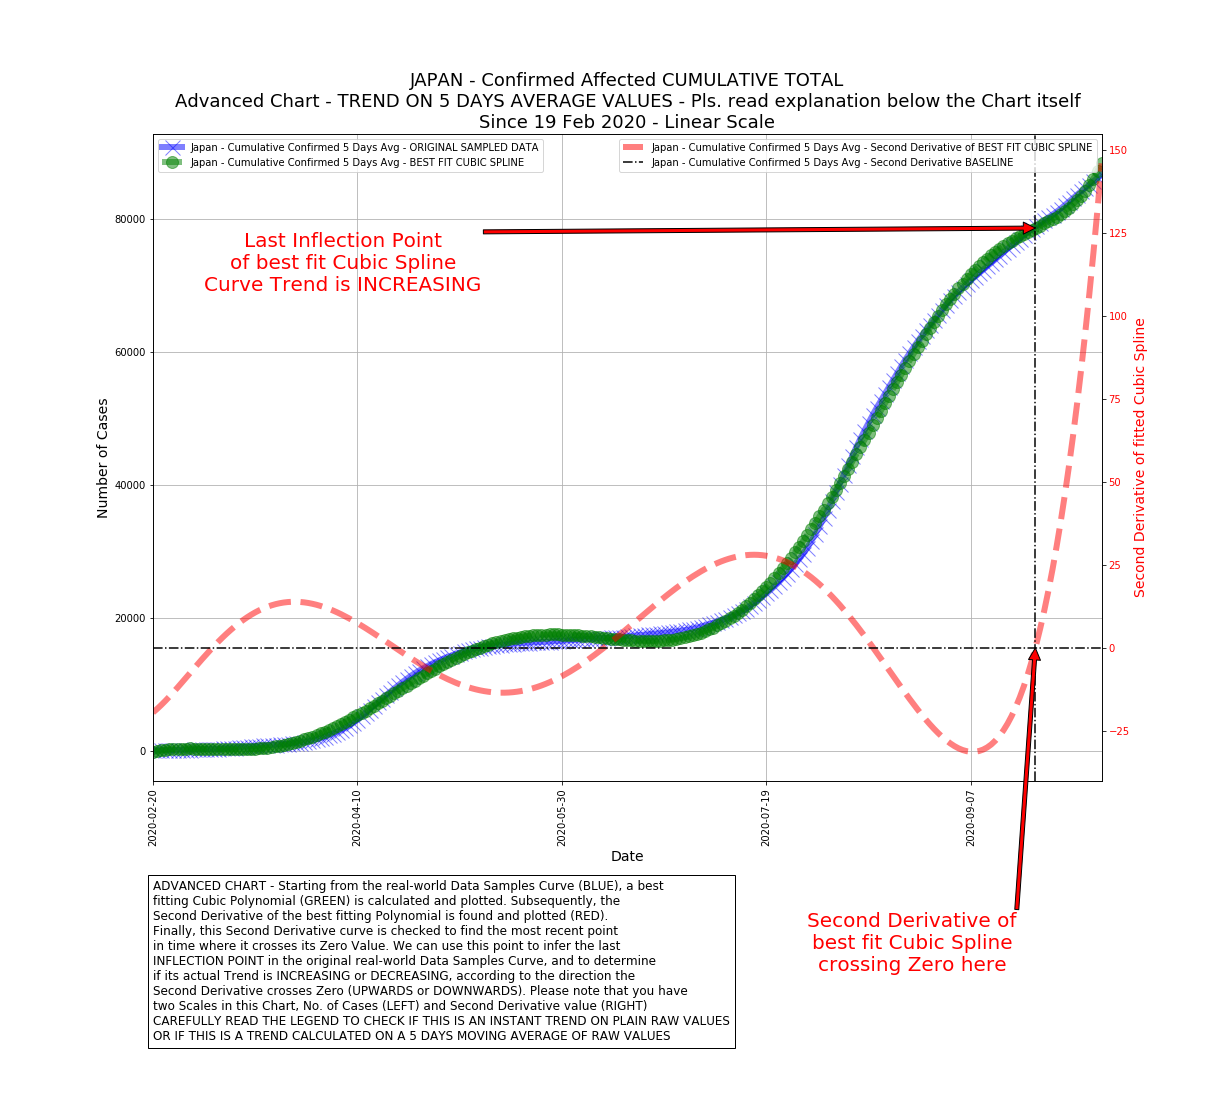 JAPAN - Confirmed Affected CUMULATIVE TOTAL
Advanced Chart - TREND ON 5 DAYS AVERAGE VALUES - Pls. read explanation below the Chart itself
Since 19 Feb 2020 - Linear Scale
Japan - Cumulative Confirmed 5 Days Avg - ORIGINAL SAMPLED DATA
Japan - Cumulative Confirmed 5 Days Avg - BEST FIT CUBIC SPLINE
Japan - Cumulative Confirmed 5 Days Avg - Second Derivative of BEST FIT CUBIC SPLINE
Japan - Cumulative Confirmed 5 Days Avg - Second Derivative BASELINE
Last Inflection Point
of best fit Cubic Spline
Curve Trend is INCREASING
Number of Cases
80000
60000
40000
20000
0
150
125
100
75
50
25
0
−25
Second Derivative of fitted Cubic Spline
2020-02-20
2020-04-10
2020-05-30
2020-07-19
2020-09-07
Date
Second Derivative of
best fit Cubic Spline
crossing Zero here
ADVANCED CHART - Starting from the real-world Data Samples Curve (BLUE), a best
fitting Cubic Polynomial (GREEN) is calculated and plotted. Subsequently, the
Second Derivative of the best fitting Polynomial is found and plotted (RED).
Finally, this Second Derivative curve is checked to find the most recent point
in time where it crosses its Zero Value. We can use this point to infer the last
INFLECTION POINT in the original real-world Data Samples Curve, and to determine
if its actual Trend is INCREASING or DECREASING, according to the direction the
Second Derivative crosses Zero (UPWARDS or DOWNWARDS). Please note that you have
two Scales in this Chart, No. of Cases (LEFT) and Second Derivative value (RIGHT)
CAREFULLY READ THE LEGEND TO CHECK IF THIS IS AN INSTANT TREND ON PLAIN RAW VALUES
OR IF THIS IS A TREND CALCULATED ON A 5 DAYS MOVING AVERAGE OF RAW VALUES